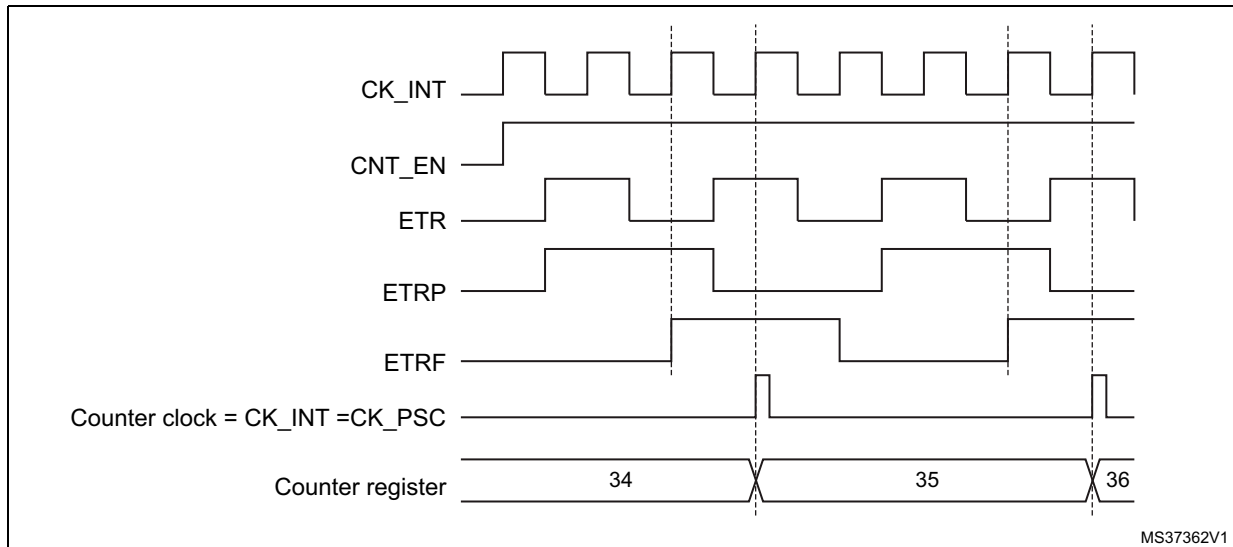 CK_INT
CNT_EN
ETR
ETRP
ETRF
Counter clock = CK_INT =CK_PSC
Counter register 34 35 36
MS37362V1